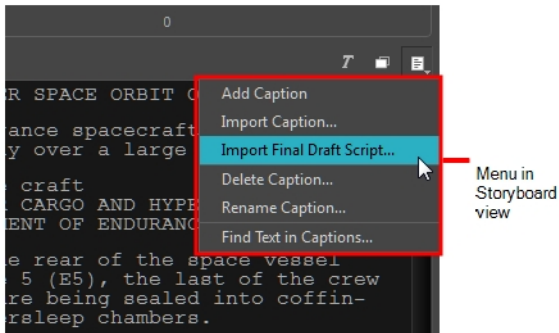 0
T
R SPACE ORBIT O
Add Caption
ance spacecraft
Import Caption...
y over a large
Import Final Draft Script...
craft
Delete Caption...
CARGO AND HYPE
Rename Caption...
ENT OF ENDURANC
Find Text in Captions...
e rear of the space vessel
5 (E5), the last of the crew
re being sealed into coffin-
rsleep chambers.
Menu in
Storyboard
view